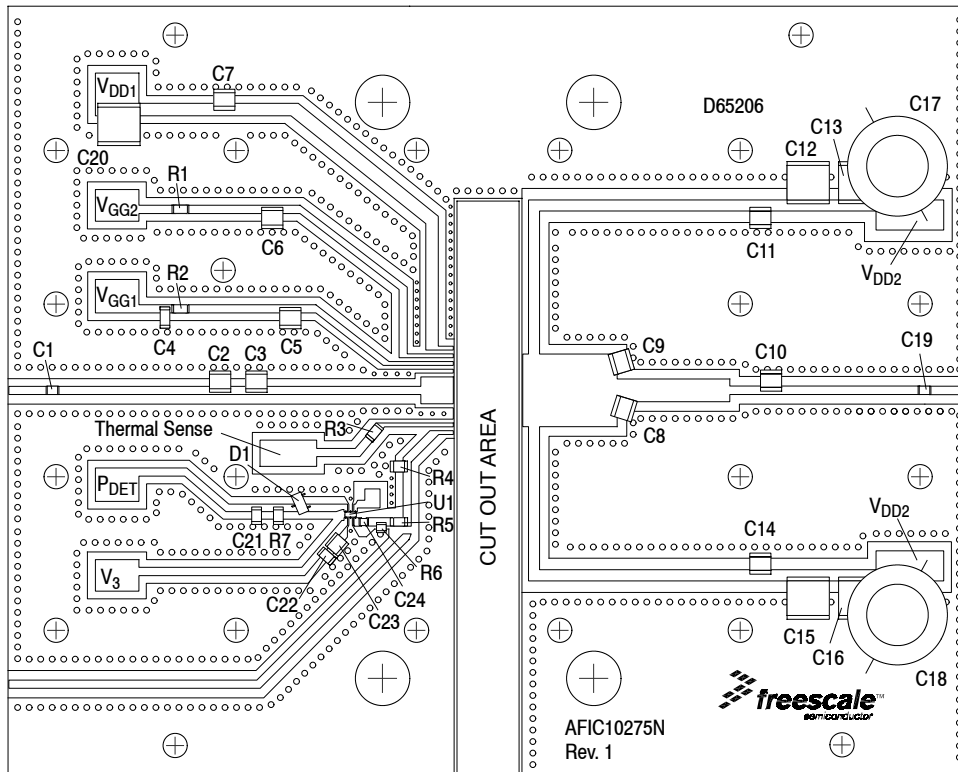 C7
VDD1
D65206
C17
C13
C12
C20
R1
VGG2
C6
C11
VDD2
R2
VGG1
C4
C5
C9
C1
C2
C3
C10
C19
Thermal Sense
R3
C8
D1
R4
PDET
U1
CUT OUT AREA
C21
R7
R5
VDD2
C14
R6
V3
C22
C24
C23
C15
C16
C18
freescale™
semiconductor
AFIC10275N
Rev. 1